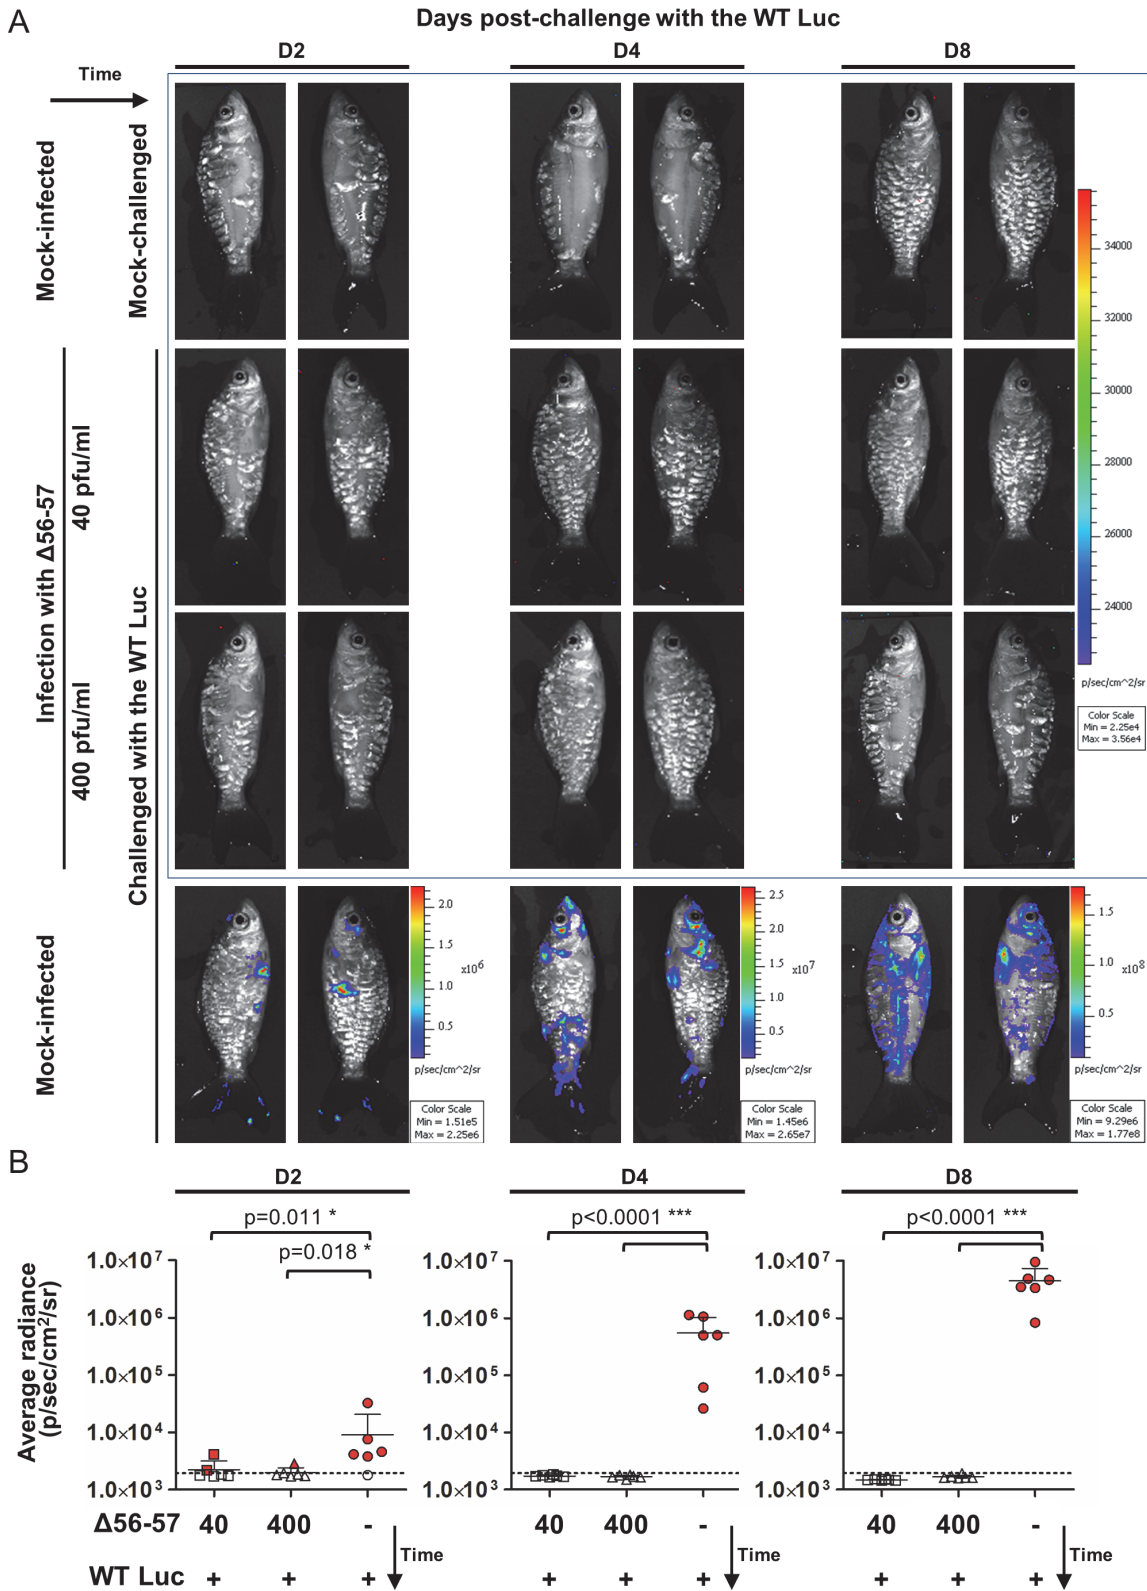 A
Days post-challenge with the WT Luc
D2
D4
D8
Time
Mock-infected
Mock-challenged
Infection with Δ56-57
40 pfu/ml
400 pfu/ml
Challenged with the WT Luc
Mock-infected
34000
32000
30000
28000
26000
24000
p/sec/cm^2/sr
Color Scale
Min = 2.25e4
Max = 3.56e4
2.0
1.5
1.0
0.5
x10⁶
p/sec/cm^2/sr
Color Scale
Min = 1.51e5
Max = 2.25e6
2.5
2.0
1.5
1.0
0.5
x10⁷
p/sec/cm^2/sr
Color Scale
Min = 1.45e6
Max = 2.65e7
1.5
1.0
0.5
x10⁸
p/sec/cm^2/sr
Color Scale
Min = 9.29e6
Max = 1.77e8
B
D2
D4
D8
p=0.011 *
p=0.018 *
p<0.0001 ***
p<0.0001 ***
Average radiance
(p/sec/cm²/sr)
1.0×10⁷
1.0×10⁶
1.0×10⁵
1.0×10⁴
1.0×10³
1.0×10⁷
1.0×10⁶
1.0×10⁵
1.0×10⁴
1.0×10³
1.0×10⁷
1.0×10⁶
1.0×10⁵
1.0×10⁴
1.0×10³
Δ56-57 40 400 - 40 400 - 40 400 -
Time Time Time
WT Luc + + + + + + + + +